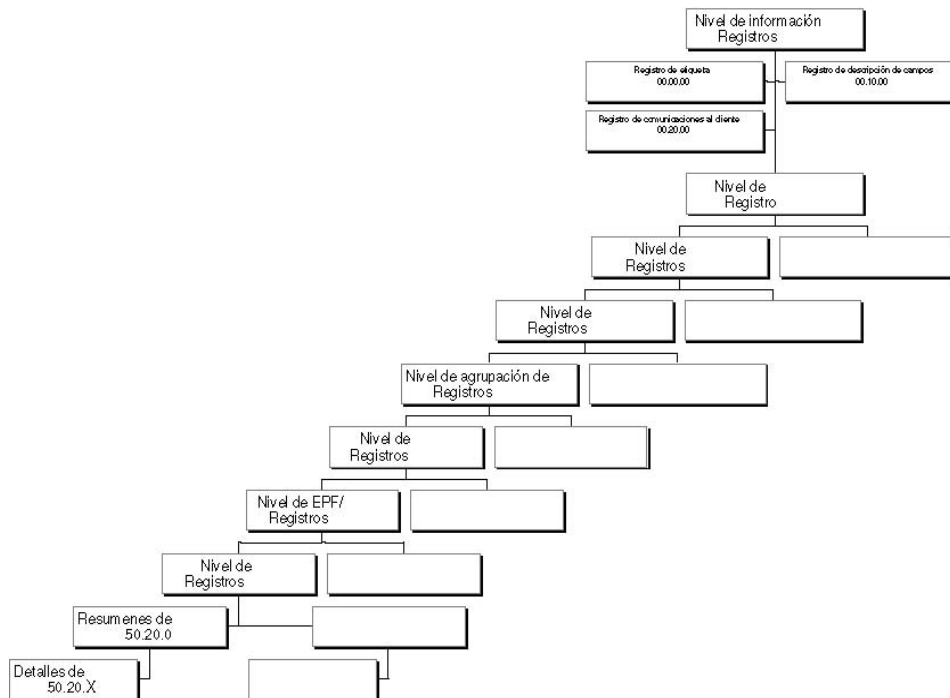 Nivel de información
Registros
Registro de etiqueta
00.00.00
Registro de descripción de campos
00.10.00
Registro de comunicaciones al cliente
00.20.00
Nivel de
Registro
Nivel de
Registros
Nivel de
Registros
Nivel de agrupación de
Registros
Nivel de
Registros
Nivel de EPF/
Registros
Nivel de
Registros
Resumenes de
50.20.0
Detalles de
50.20.X